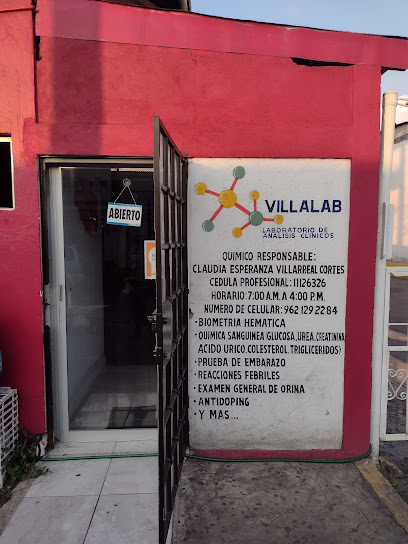 ABIERTO
VILLALAB
LABORATORIO DE
ANALISIS CLINICOS
QUIMICO RESPONSABLE:
CLAUDIA ESPERANZA VILLARREAL CORTES
CEDULA PROFESIONAL: 11126326
HORARIO: 7:00 A.M. A 4:00 P.M.
NUMERO DE CELULAR: 962 129 2284
• BIOMETRIA HEMATICA
• QUIMICA SANGUINEA (GLUCOSA, UREA, CREATININA,
ACIDO URICO, COLESTEROL, TRIGLICERIDOS)
• PRUEBA DE EMBARAZO
• REACCIONES FEBRILES
• EXAMEN GENERAL DE ORINA
• ANTIDOPING
• Y MAS...